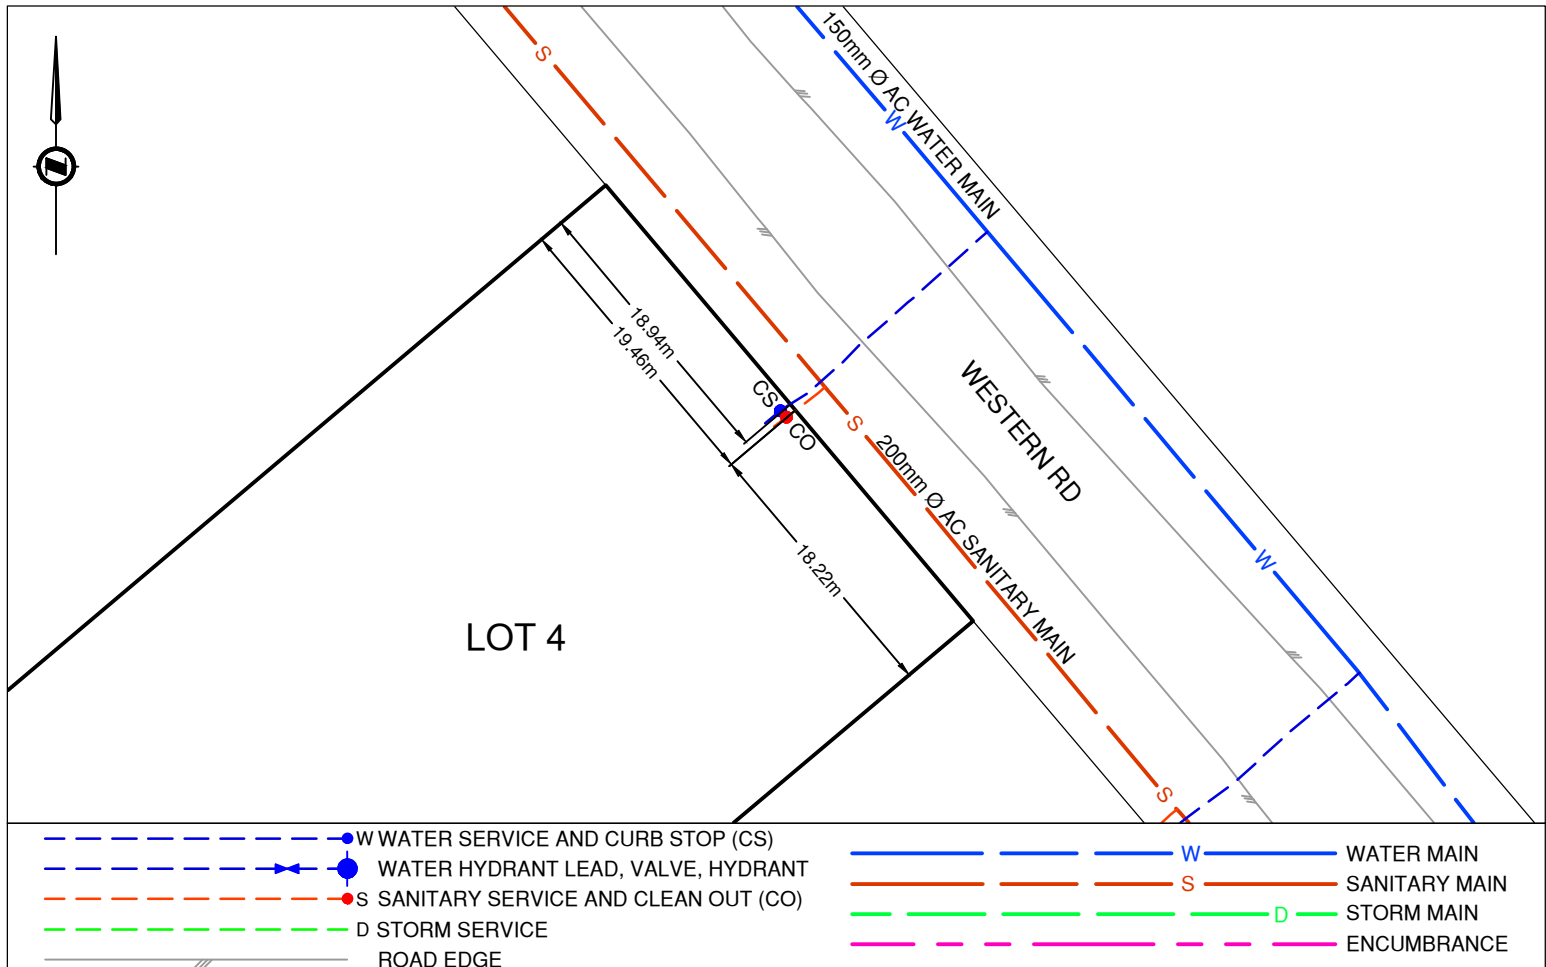 S
150mm Ø AC WATER MAIN
W
N
18.94m
19.46m
CS
CO
S
WESTERN RD
200mm Ø AC SANITARY MAIN
18.22m
W
LOT 4
S
W WATER SERVICE AND CURB STOP (CS)
WATER HYDRANT LEAD, VALVE, HYDRANT
S SANITARY SERVICE AND CLEAN OUT (CO)
D STORM SERVICE
ROAD EDGE
W WATER MAIN
S SANITARY MAIN
D STORM MAIN
ENCUMBRANCE